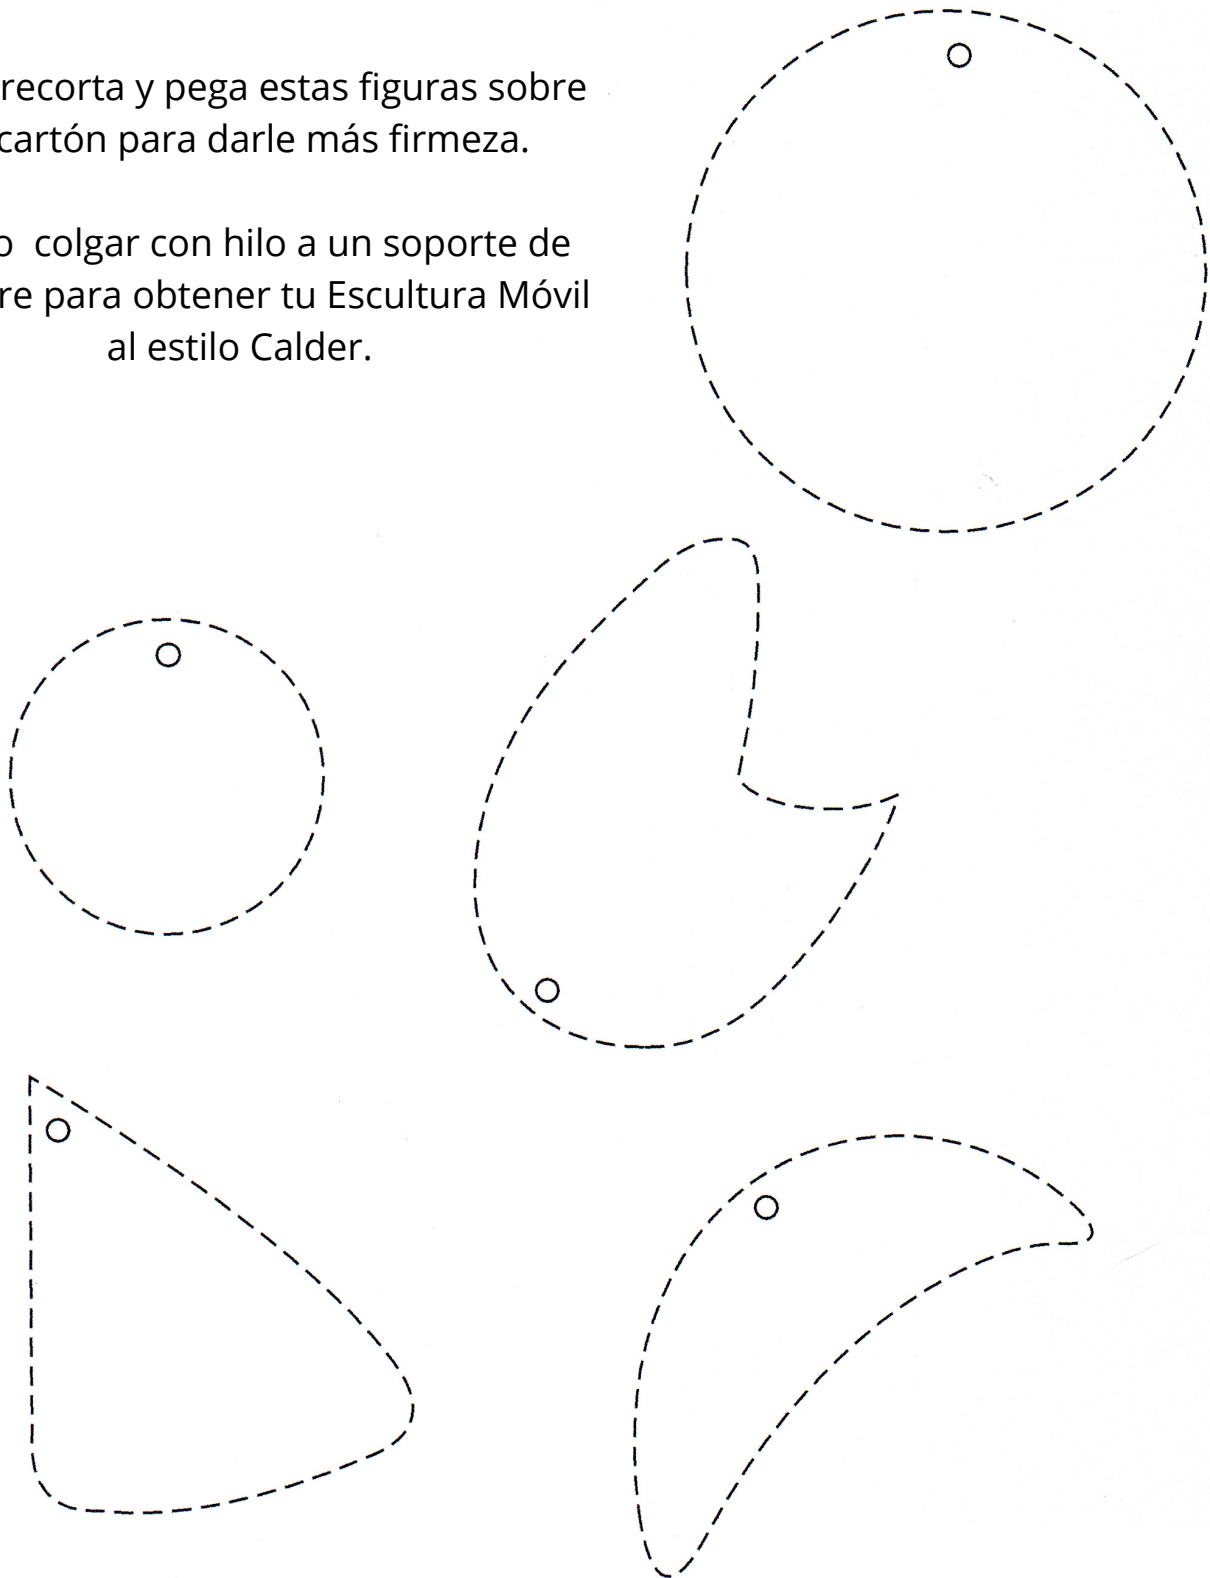 recorta y pega estas figuras sobre
cartón para darle más firmeza.
colgar con hilo a un soporte de
para obtener tu Escultura Móvil
al estilo Calder.